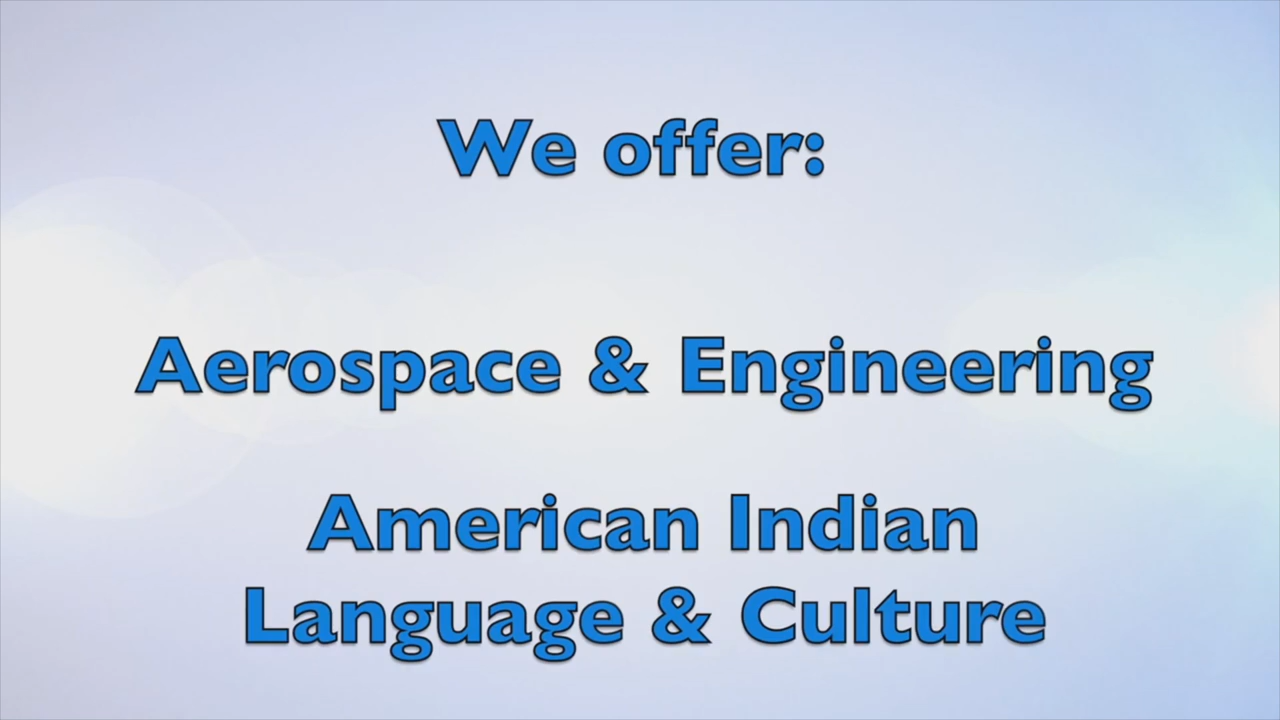 We offer:
Aerospace & Engineering
American Indian
Language & Culture